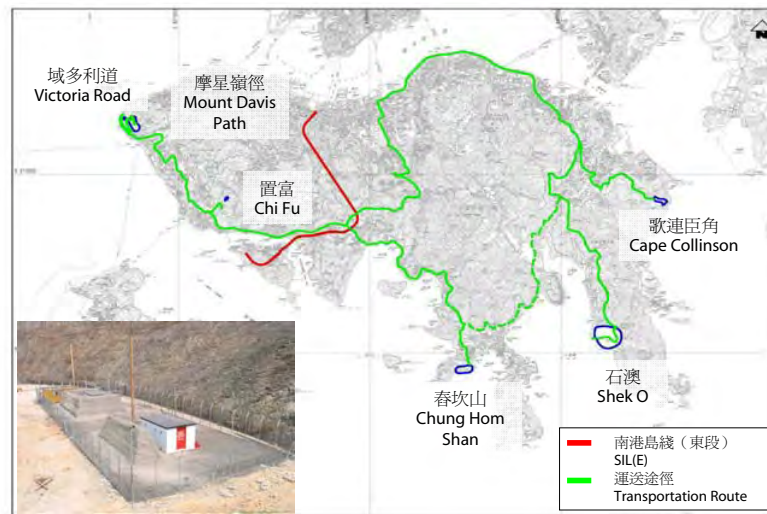 域多利道
Victoria Road
摩星嶺徑
Mount Davis
Path
置富
Chi Fu
歌連臣角
Cape Collinson
石澳
Shek O
舂坎山
Chung Hom
Shan
N
南港島綫（東段）
SIL(E)
運送途徑
Transportation Route